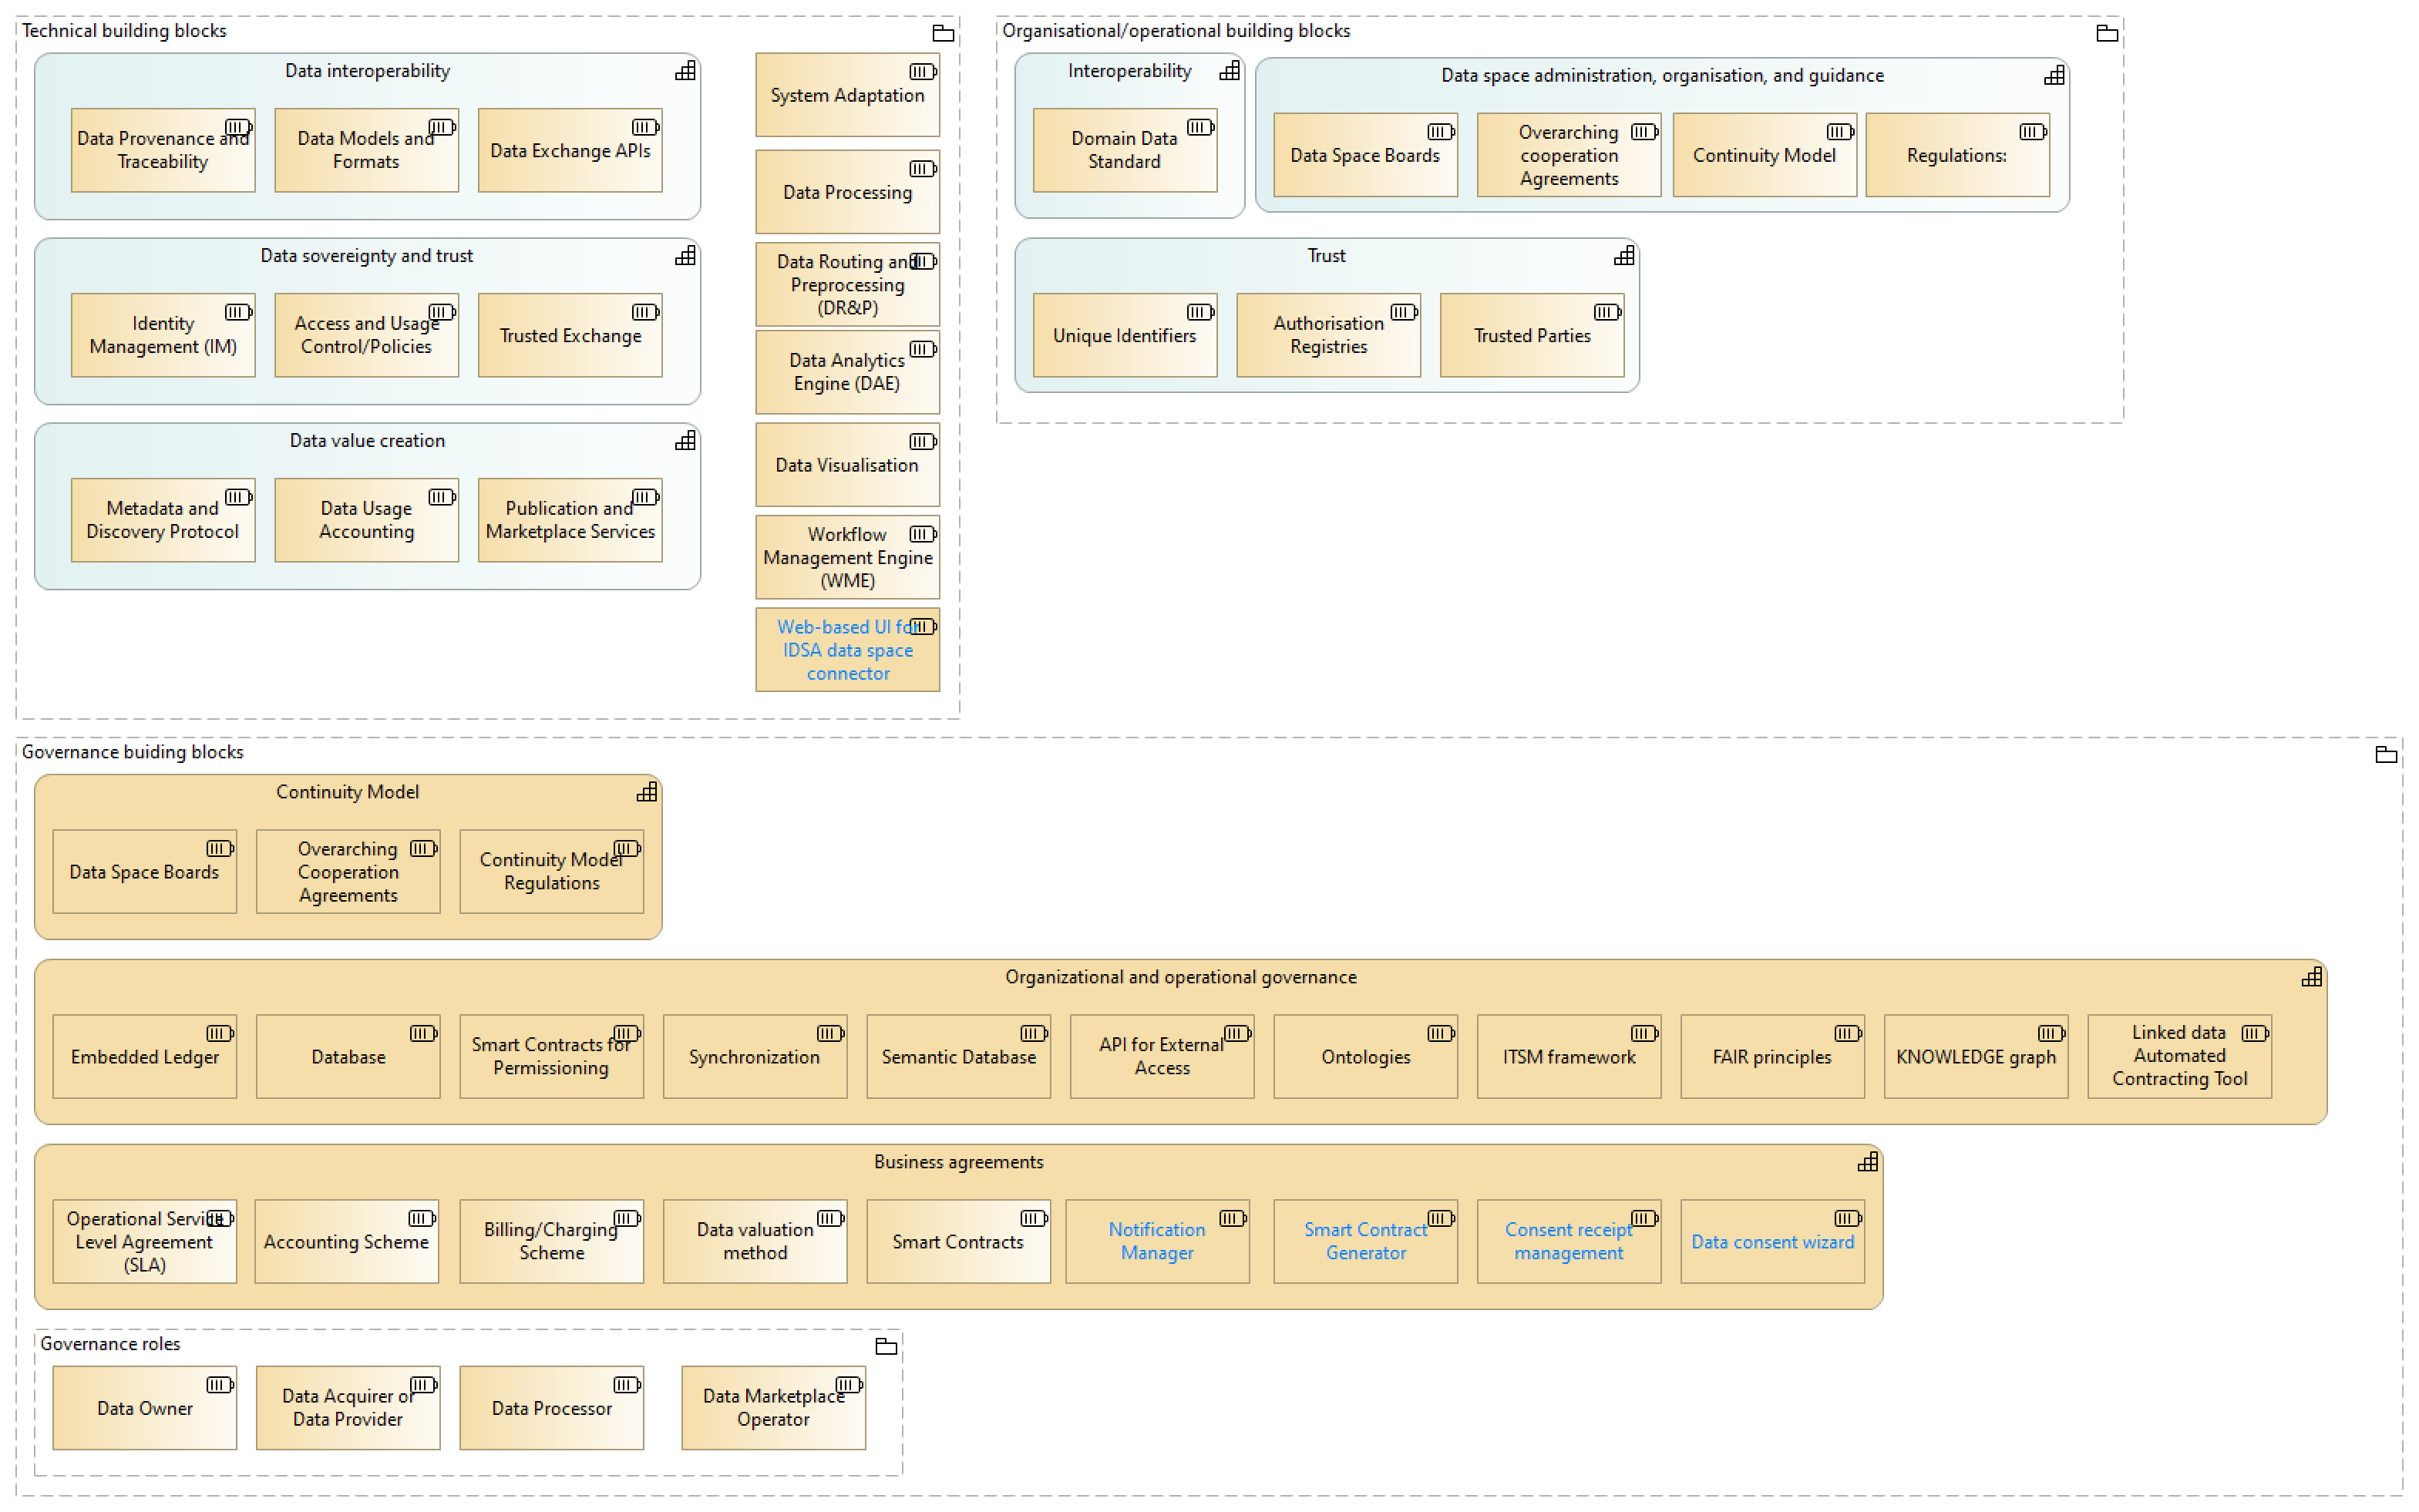 Technical building blocks
Data interoperability
Data Provenance and
Traceability
Data Models and
Formats
Data Exchange APIs
Data sovereignty and trust
Identity
Management (IM)
Access and Usage
Control/Policies
Trusted Exchange
Data value creation
Metadata and
Discovery Protocol
Data Usage
Accounting
Publication and
Marketplace Services
System Adaptation
Data Processing
Data Routing and
Preprocessing
(DR&P)
Data Analytics
Engine (DAE)
Data Visualisation
Workflow
Management Engine
(WME)
Web-based UI for
IDSA data space
connector
Organisational/operational building blocks
Interoperability
Domain Data
Standard
Data space administration, organisation, and guidance
Data Space Boards
Overarching
cooperation
Agreements
Continuity Model
Regulations:
Trust
Unique Identifiers
Authorisation
Registries
Trusted Parties
Governance buiding blocks
Continuity Model
Data Space Boards
Overarching
Cooperation
Agreements
Continuity Model
Regulations
Organizational and operational governance
Embedded Ledger
Database
Smart Contracts for
Permissioning
Synchronization
Semantic Database
API for External
Access
Ontologies
ITSM framework
FAIR principles
KNOWLEDGE graph
Linked data
Automated
Contracting Tool
Business agreements
Operational Service
Level Agreement
(SLA)
Accounting Scheme
Billing/Charging
Scheme
Data valuation
method
Smart Contracts
Notification
Manager
Smart Contract
Generator
Consent receipt
management
Data consent wizard
Governance roles
Data Owner
Data Acquirer or
Data Provider
Data Processor
Data Marketplace
Operator